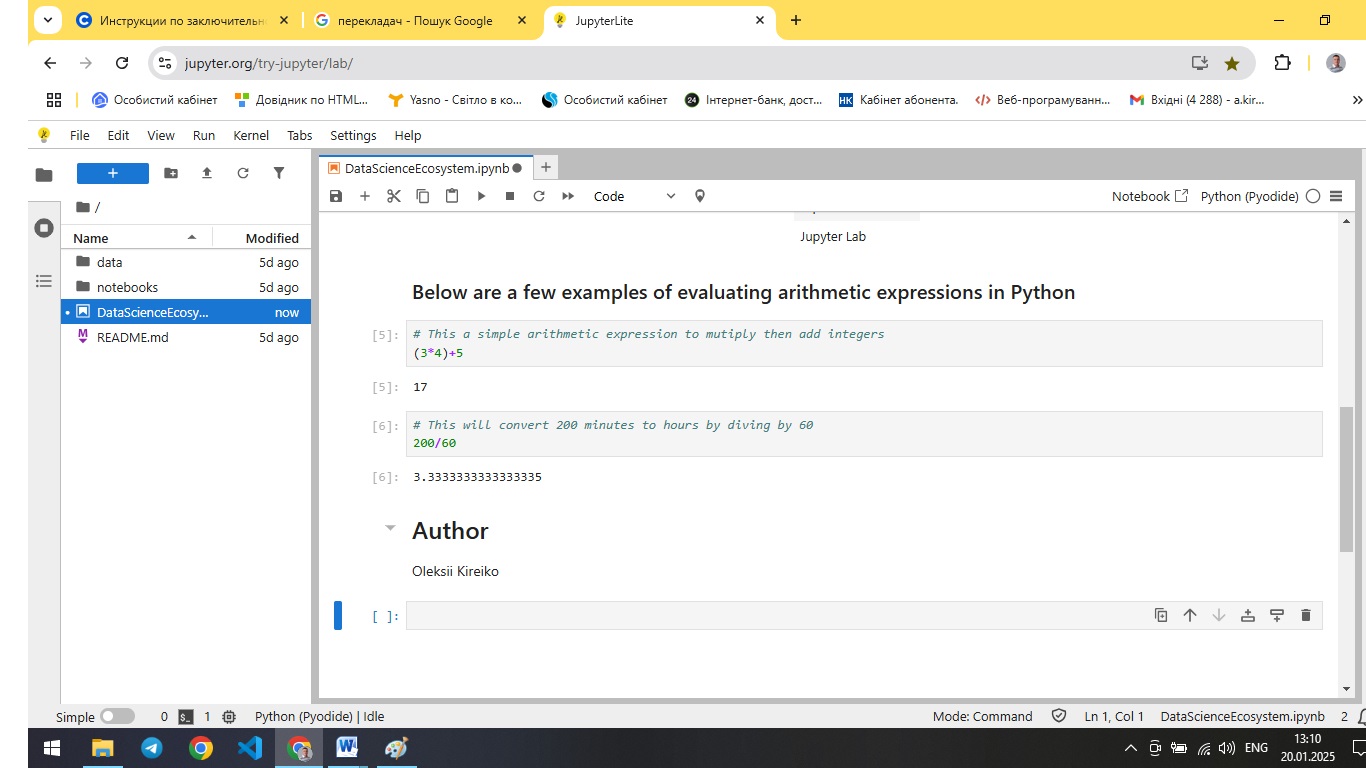 Инструкции по заключительн
перекладач - Пошук Google
JupyterLite
jupyter.org/try-jupyter/lab/
Особистий кабінет
Довідник по HTML...
Yasno - Світло в ко...
Особистий кабінет
24
Інтернет-банк, дост...
НК
Кабінет абонента.
Веб-програмуванн...
Вхідні (4 288) - a.kir...
File Edit View Run Kernel Tabs Settings Help
DataScienceEcosystem.ipynb
Code
Notebook
Python (Pyodide)
/
Name Modified
data 5d ago
notebooks 5d ago
DataScienceEcosy... now
README.md 5d ago
Jupyter Lab
Below are a few examples of evaluating arithmetic expressions in Python
[5]: # This a simple arithmetic expression to mutiply then add integers
(3*4)+5
[5]: 17
[6]: # This will convert 200 minutes to hours by diving by 60
200/60
[6]: 3.3333333333333335
Author
Oleksii Kireiko
[ ]:
Simple 0 1 Python (Pyodide) | Idle
Mode: Command Ln 1, Col 1 DataScienceEcosystem.ipynb 2
ENG
13:10
20.01.2025